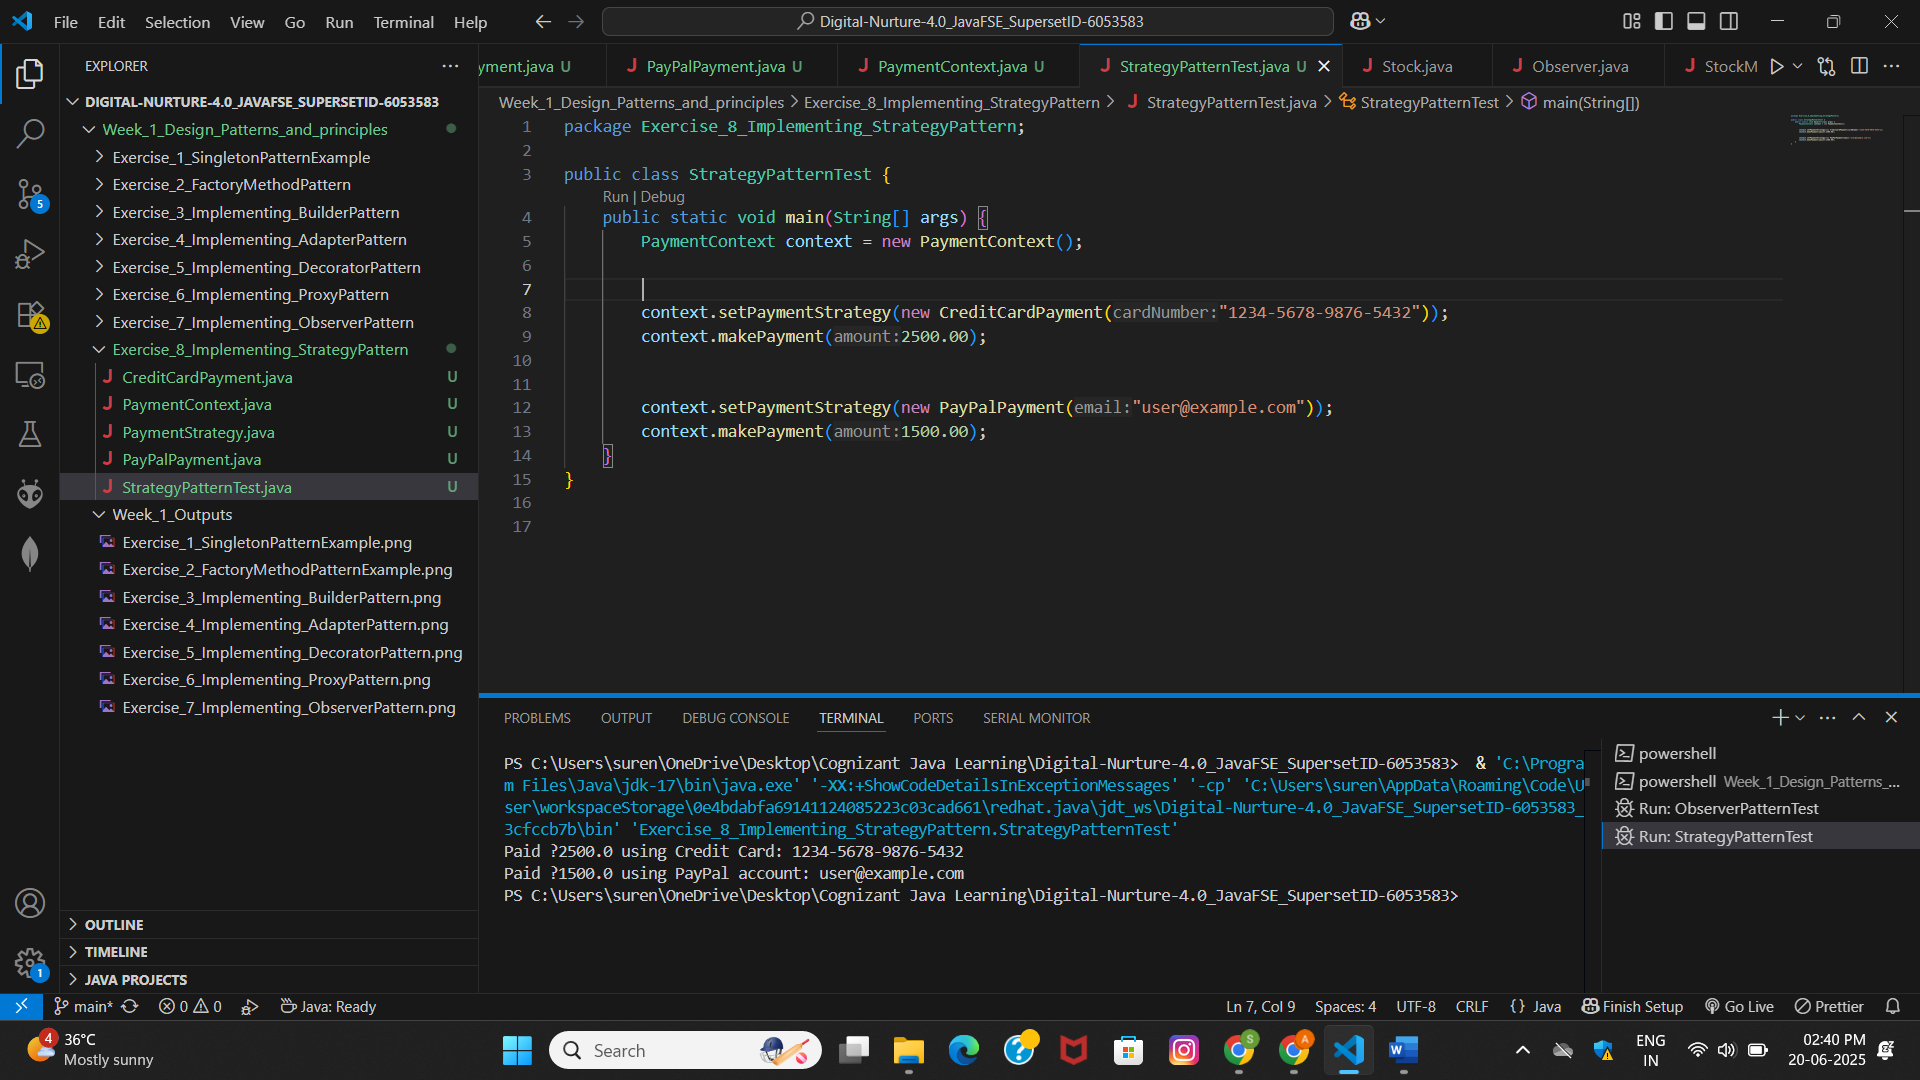 File Edit Selection View Go Run Terminal Help
Digital-Nurture-4.0_JavaFSE_SupersetID-6053583
EXPLORER
DIGITAL-NURTURE-4.0_JAVAFSE_SUPERSETID-6053583
Week_1_Design_Patterns_and_principles
Exercise_1_SingletonPatternExample
Exercise_2_FactoryMethodPattern
Exercise_3_Implementing_BuilderPattern
Exercise_4_Implementing_AdapterPattern
Exercise_5_Implementing_DecoratorPattern
Exercise_6_Implementing_ProxyPattern
Exercise_7_Implementing_ObserverPattern
Exercise_8_Implementing_StrategyPattern
J CreditCardPayment.java U
J PaymentContext.java U
J PaymentStrategy.java U
J PayPalPayment.java U
J StrategyPatternTest.java U
Week_1_Outputs
Exercise_1_SingletonPatternExample.png
Exercise_2_FactoryMethodPatternExample.png
Exercise_3_Implementing_BuilderPattern.png
Exercise_4_Implementing_AdapterPattern.png
Exercise_5_Implementing_DecoratorPattern.png
Exercise_6_Implementing_ProxyPattern.png
Exercise_7_Implementing_ObserverPattern.png
OUTLINE
TIMELINE
JAVA PROJECTS
5
1
yment.java U J PayPalPayment.java U J PaymentContext.java U J StrategyPatternTest.java U J Stock.java J Observer.java J StockM
Week_1_Design_Patterns_and_principles > Exercise_8_Implementing_StrategyPattern > J StrategyPatternTest.java > StrategyPatternTest > main(String[])
1 package Exercise_8_Implementing_StrategyPattern;
2
3 public class StrategyPatternTest {
Run | Debug
4 public static void main(String[] args) {
5 PaymentContext context = new PaymentContext();
6
7
8 context.setPaymentStrategy(new CreditCardPayment(cardNumber:"1234-5678-9876-5432"));
9 context.makePayment(amount:2500.00);
10
11
12 context.setPaymentStrategy(new PayPalPayment(email:"user@example.com"));
13 context.makePayment(amount:1500.00);
14 }
15 }
16
17
PROBLEMS OUTPUT DEBUG CONSOLE TERMINAL PORTS SERIAL MONITOR
PS C:\Users\suren\OneDrive\Desktop\Cognizant Java Learning\Digital-Nurture-4.0_JavaFSE_SupersetID-6053583> & 'C:\Progra
m Files\Java\jdk-17\bin\java.exe' '-XX:+ShowCodeDetailsInExceptionMessages' '-cp' 'C:\Users\suren\AppData\Roaming\Code\U
ser\workspaceStorage\0e4bdabfa69141124085223c03cad661\redhat.java\jdt_ws\Digital-Nurture-4.0_JavaFSE_SupersetID-6053583_
3cfccb7b\bin' 'Exercise_8_Implementing_StrategyPattern.StrategyPatternTest'
Paid ?2500.0 using Credit Card: 1234-5678-9876-5432
Paid ?1500.0 using PayPal account: user@example.com
PS C:\Users\suren\OneDrive\Desktop\Cognizant Java Learning\Digital-Nurture-4.0_JavaFSE_SupersetID-6053583>
powershell
powershell Week_1_Design_Patterns_...
Run: ObserverPatternTest
Run: StrategyPatternTest
main* 0 0 Java: Ready Ln 7, Col 9 Spaces: 4 UTF-8 CRLF {} Java Finish Setup Go Live Prettier
4 36°C
Mostly sunny
Search
S
A
W
ENG
IN
02:40 PM
20-06-2025